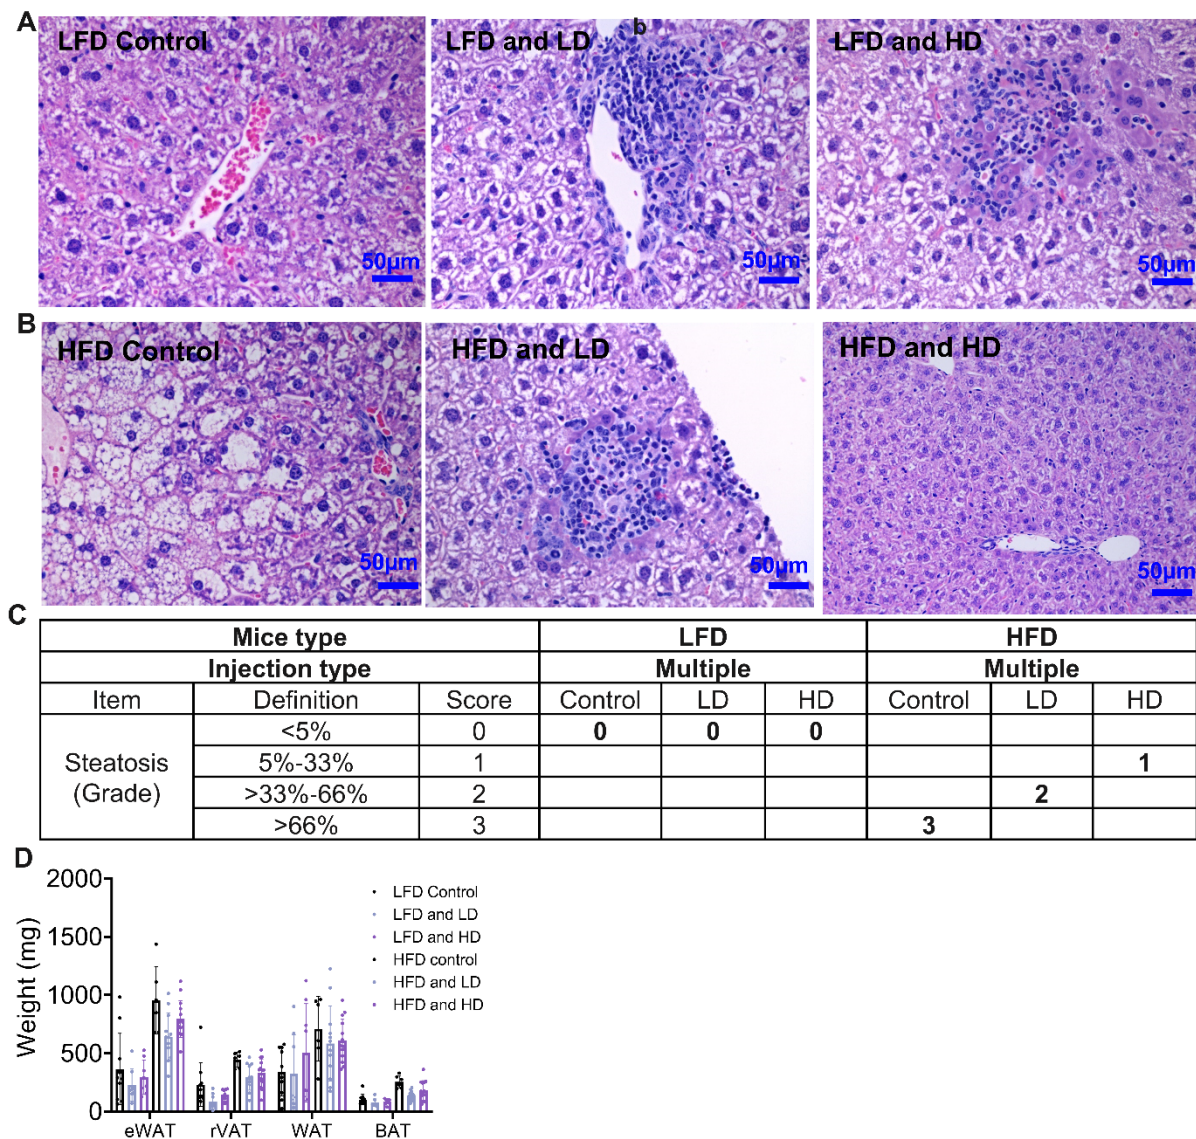 A
LFD Control
LFD and LD
b
LFD and HD
50µm
50µm
50µm
B
HFD Control
HFD and LD
HFD and HD
50µm
50µm
50µm
C
Mice type LFD HFD
Injection type Multiple Multiple
Item Definition Score Control LD HD Control LD HD
Steatosis (Grade)
<5% 0 0 0 0
5%-33% 1 1
>33%-66% 2 2
>66% 3 3
D
Weight (mg)
2000
1500
1000
500
0
eWAT rVAT WAT BAT
LFD Control
LFD and LD
LFD and HD
HFD control
HFD and LD
HFD and HD